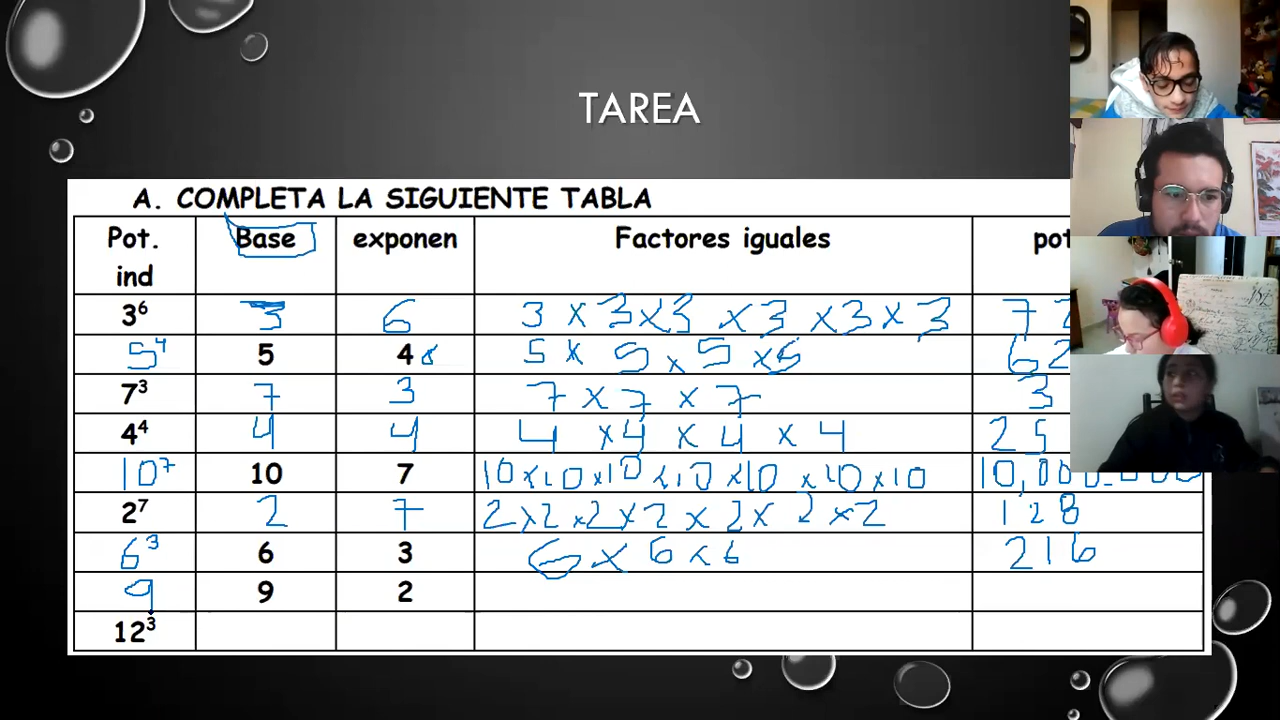 TAREA
A. COMPLETA LA SIGUIENTE TABLA
Pot. ind Base exponen Factores iguales
3⁶ 3 6 3 x 3 x 3 x 3 x 3 x 3
5⁴ 5 4 5 x 5 x 5 x 5
7³ 7 3 7 x 7 x 7 3
4⁴ 4 4 4 x 4 x 4 x 4 25
10⁷ 10 7 10 x 10 x 10 x 10 x 10 x 10 x 10
2⁷ 2 7 2 x 2 x 2 x 2 x 2 x 2 x 2 128
6³ 6 3 6 x 6 x 6 216
9 9 2
12³